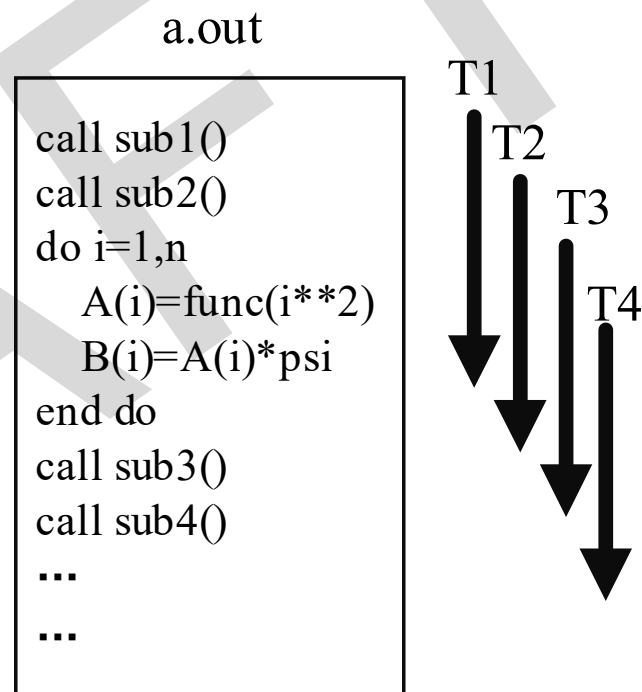 a.out
call sub1()
call sub2()
do i=1,n
A(i)=func(i**2)
B(i)=A(i)*psi
end do
call sub3()
call sub4()
...
...
T1
T2
T3
T4